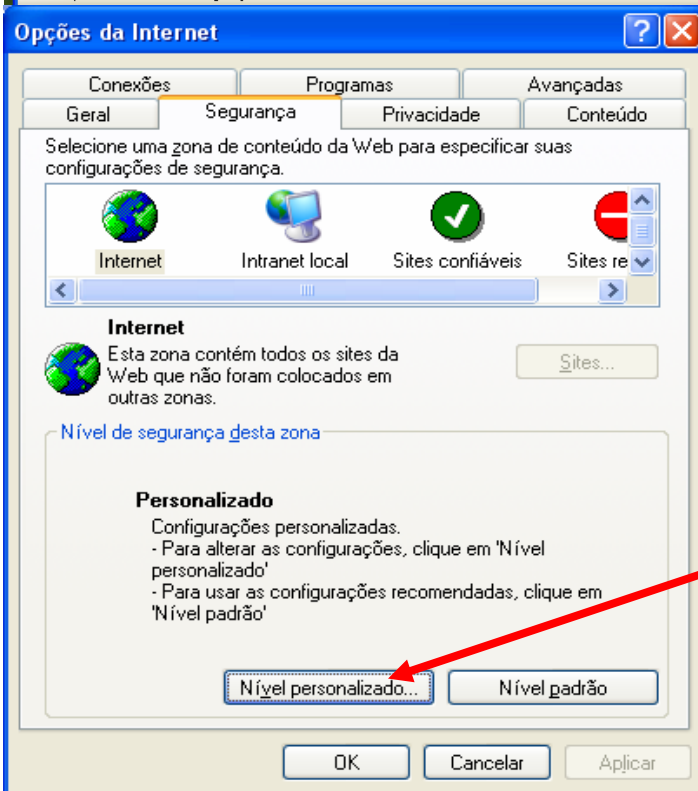 Opções da Internet
Conexões Programas Avançadas
Geral Segurança Privacidade Conteúdo
Selecione uma zona de conteúdo da Web para especificar suas
configurações de segurança.
Internet Intranet local Sites confiáveis Sites re
Internet
Esta zona contém todos os sites da
Web que não foram colocados em
outras zonas.
Sites...
Nível de segurança desta zona
Personalizado
Configurações personalizadas.
- Para alterar as configurações, clique em 'Nível
personalizado'
- Para usar as configurações recomendadas, clique em
'Nível padrão'
Nível personalizado... Nível padrão
OK Cancelar Aplicar